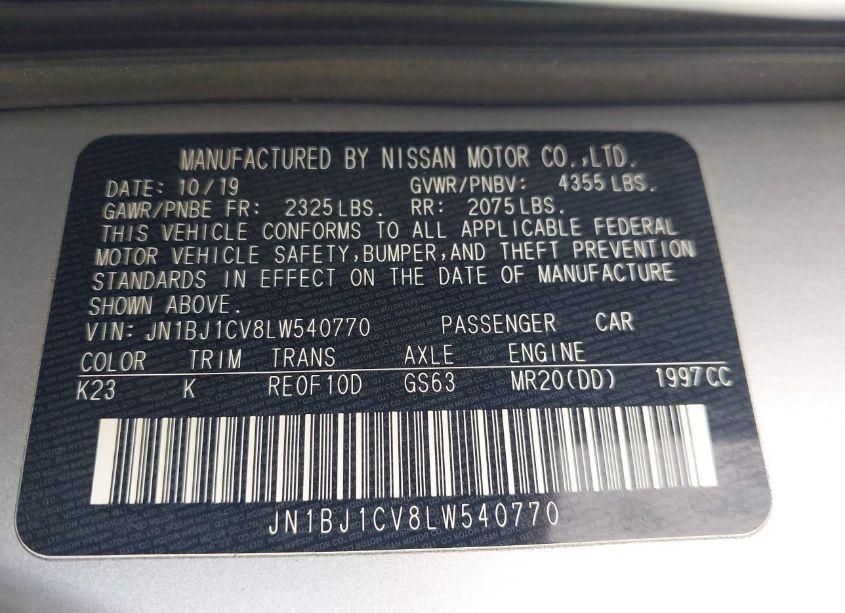 MANUFACTURED BY NISSAN MOTOR CO.,LTD.
DATE: 10/19 GVWR/PNBV: 4355 LBS.
GAWR/PNBE FR: 2325 LBS. RR: 2075 LBS.
THIS VEHICLE CONFORMS TO ALL APPLICABLE FEDERAL
MOTOR VEHICLE SAFETY, BUMPER, AND THEFT PREVENTION
STANDARDS IN EFFECT ON THE DATE OF MANUFACTURE
SHOWN ABOVE.
VIN: JN1BJ1CV8LW540770 PASSENGER CAR
COLOR TRIM TRANS AXLE ENGINE
K23 K RE0F10D GS63 MR20(DD) 1997CC
JN1BJ1CV8LW540770